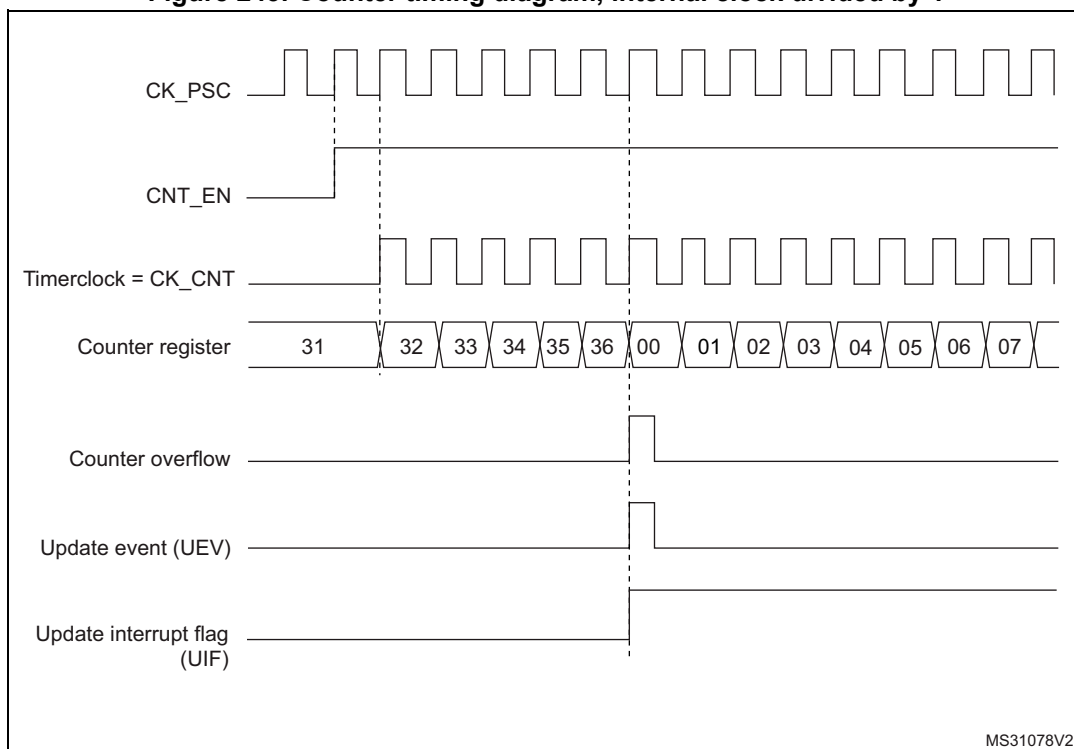 CK_PSC
CNT_EN
Timerclock = CK_CNT
Counter register 31 32 33 34 35 36 00 01 02 03 04 05 06 07
Counter overflow
Update event (UEV)
Update interrupt flag
(UIF)
MS31078V2